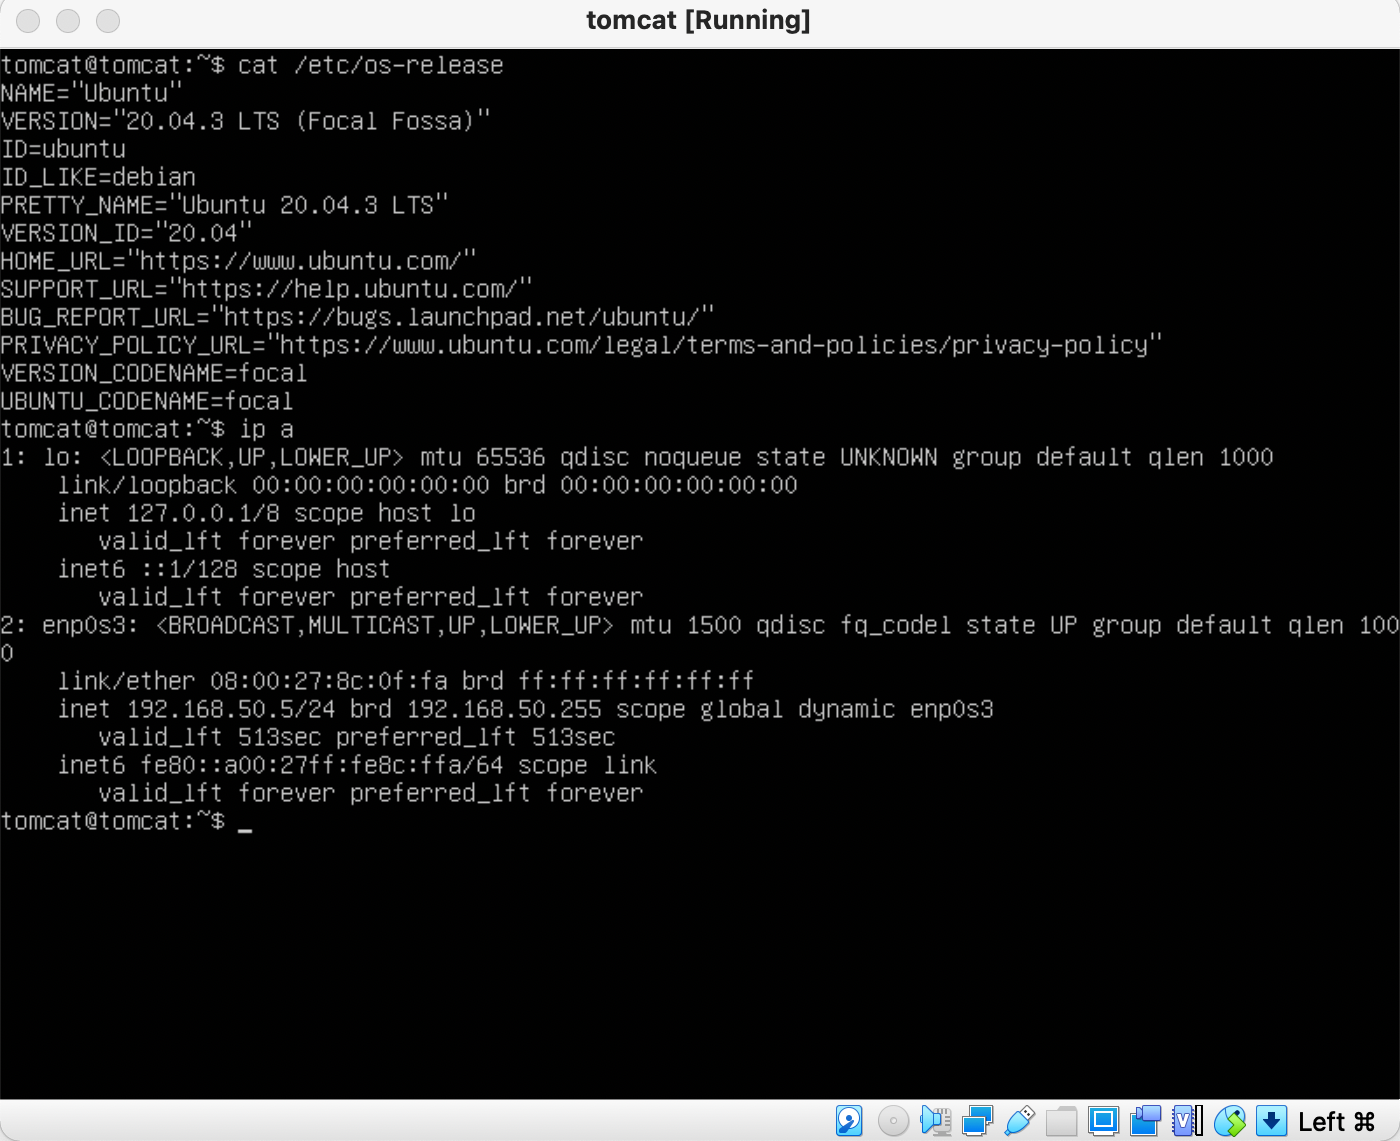 tomcat [Running]
tomcat@tomcat:~$ cat /etc/os-release
NAME="Ubuntu"
VERSION="20.04.3 LTS (Focal Fossa)"
ID=ubuntu
ID_LIKE=debian
PRETTY_NAME="Ubuntu 20.04.3 LTS"
VERSION_ID="20.04"
HOME_URL="https://www.ubuntu.com/"
SUPPORT_URL="https://help.ubuntu.com/"
BUG_REPORT_URL="https://bugs.launchpad.net/ubuntu/"
PRIVACY_POLICY_URL="https://www.ubuntu.com/legal/terms-and-policies/privacy-policy"
VERSION_CODENAME=focal
UBUNTU_CODENAME=focal
tomcat@tomcat:~$ ip a
1: lo: <LOOPBACK,UP,LOWER_UP> mtu 65536 qdisc noqueue state UNKNOWN group default qlen 1000
    link/loopback 00:00:00:00:00:00 brd 00:00:00:00:00:00
    inet 127.0.0.1/8 scope host lo
       valid_lft forever preferred_lft forever
    inet6 ::1/128 scope host
       valid_lft forever preferred_lft forever
2: enp0s3: <BROADCAST,MULTICAST,UP,LOWER_UP> mtu 1500 qdisc fq_codel state UP group default qlen 100
0
    link/ether 08:00:27:8c:0f:fa brd ff:ff:ff:ff:ff:ff
    inet 192.168.50.5/24 brd 192.168.50.255 scope global dynamic enp0s3
       valid_lft 513sec preferred_lft 513sec
    inet6 fe80::a00:27ff:fe8c:ffa/64 scope link
       valid_lft forever preferred_lft forever
tomcat@tomcat:~$ _
Left ⌘